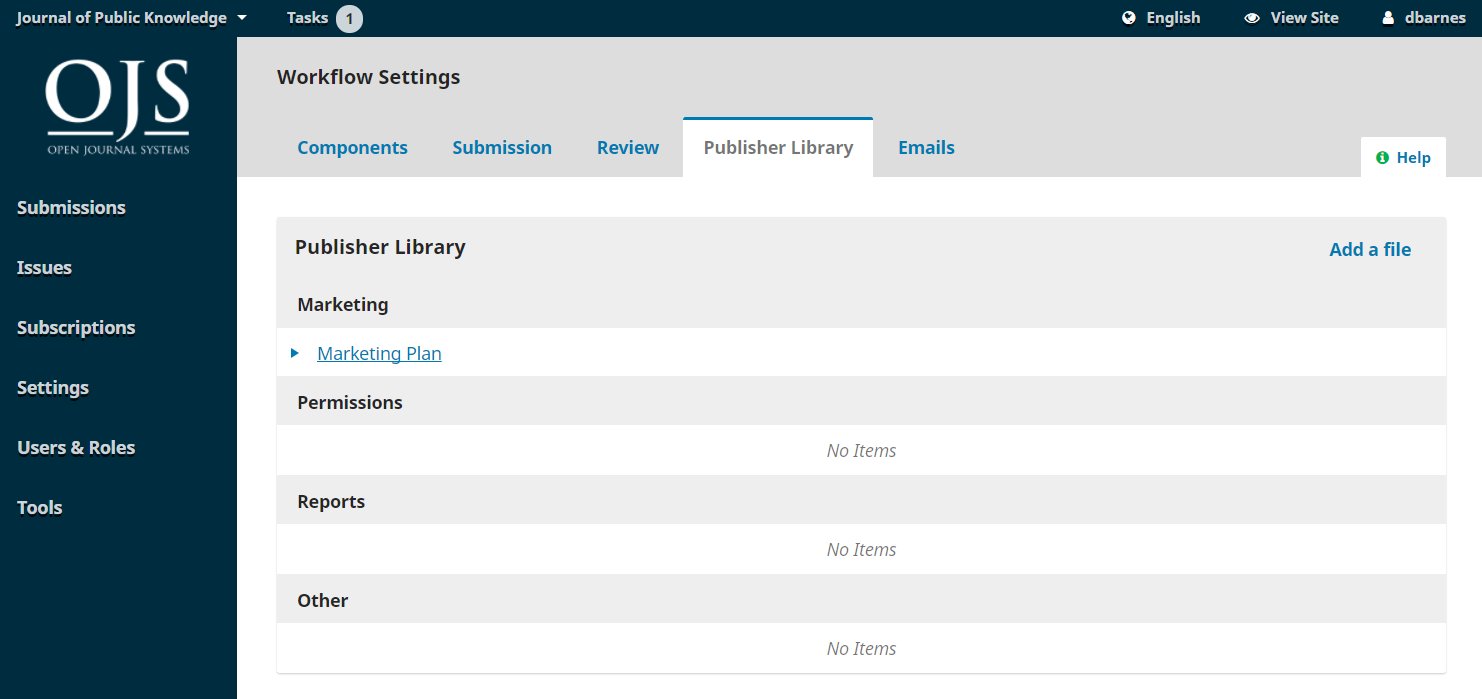 Journal of Public Knowledge Tasks 1 English View Site dbarnes
OJS
OPEN JOURNAL SYSTEMS
Submissions
Issues
Subscriptions
Settings
Users & Roles
Tools
Workflow Settings
Components Submission Review Publisher Library Emails
Help
Publisher Library Add a file
Marketing
Marketing Plan
Permissions
No Items
Reports
No Items
Other
No Items